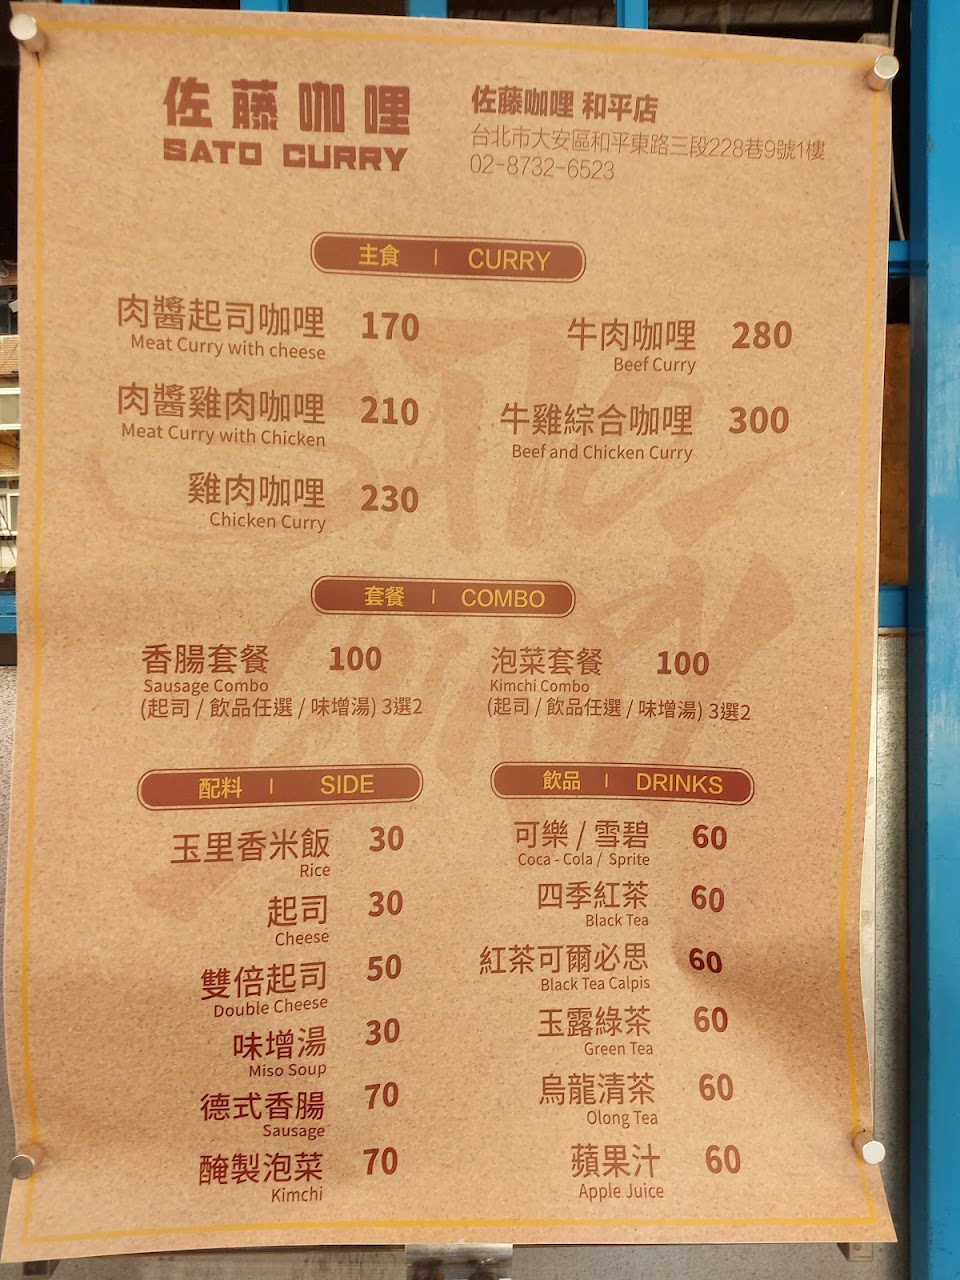 佐藤咖哩
SATO CURRY
佐藤咖哩 和平店
台北市大安區和平東路三段228巷9號1樓
02-8732-6523
主食 | CURRY
肉醬起司咖哩 170
Meat Curry with cheese
肉醬雞肉咖哩 210
Meat Curry with Chicken
雞肉咖哩 230
Chicken Curry
牛肉咖哩 280
Beef Curry
牛雞綜合咖哩 300
Beef and Chicken Curry
套餐 | COMBO
香腸套餐 100
Sausage Combo
(起司 / 飲品任選 / 味增湯) 3選2
泡菜套餐 100
Kimchi Combo
(起司 / 飲品任選 / 味增湯) 3選2
配料 | SIDE
玉里香米飯 30
Rice
起司 30
Cheese
雙倍起司 50
Double Cheese
味增湯 30
Miso Soup
德式香腸 70
Sausage
醃製泡菜 70
Kimchi
飲品 | DRINKS
可樂 / 雪碧 60
Coca - Cola / Sprite
四季紅茶 60
Black Tea
紅茶可爾必思 60
Black Tea Calpis
玉露綠茶 60
Green Tea
烏龍清茶 60
Olong Tea
蘋果汁 60
Apple Juice